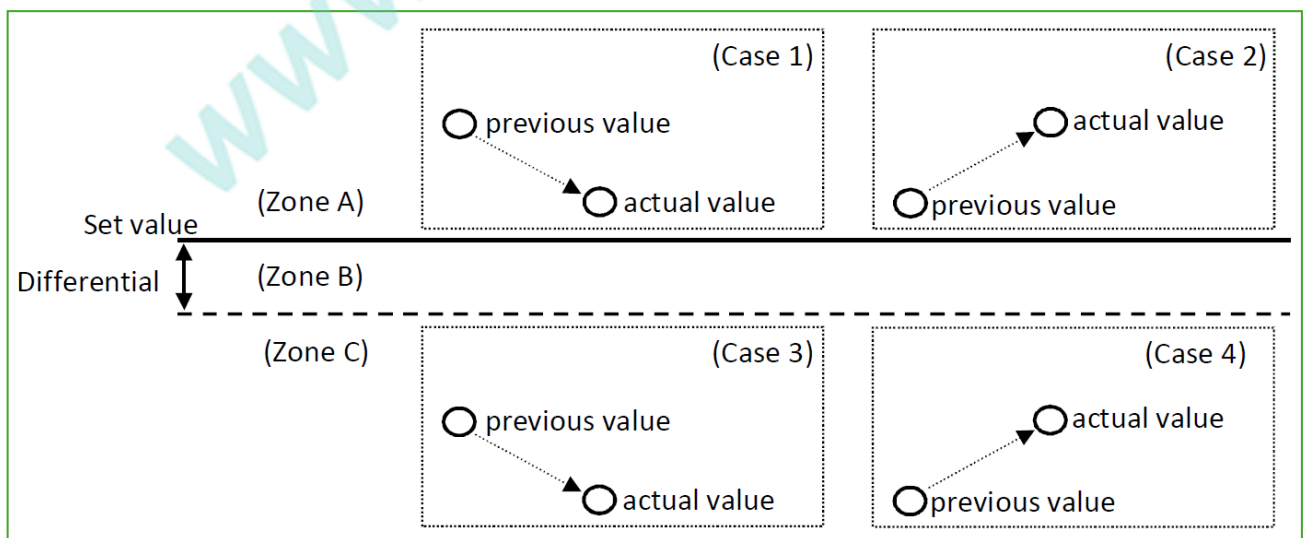 www
(Case 1)
(Case 2)
previous value
actual value
(Zone A)
actual value
previous value
Set value
Differential
(Zone B)
(Zone C)
(Case 3)
(Case 4)
previous value
actual value
actual value
previous value